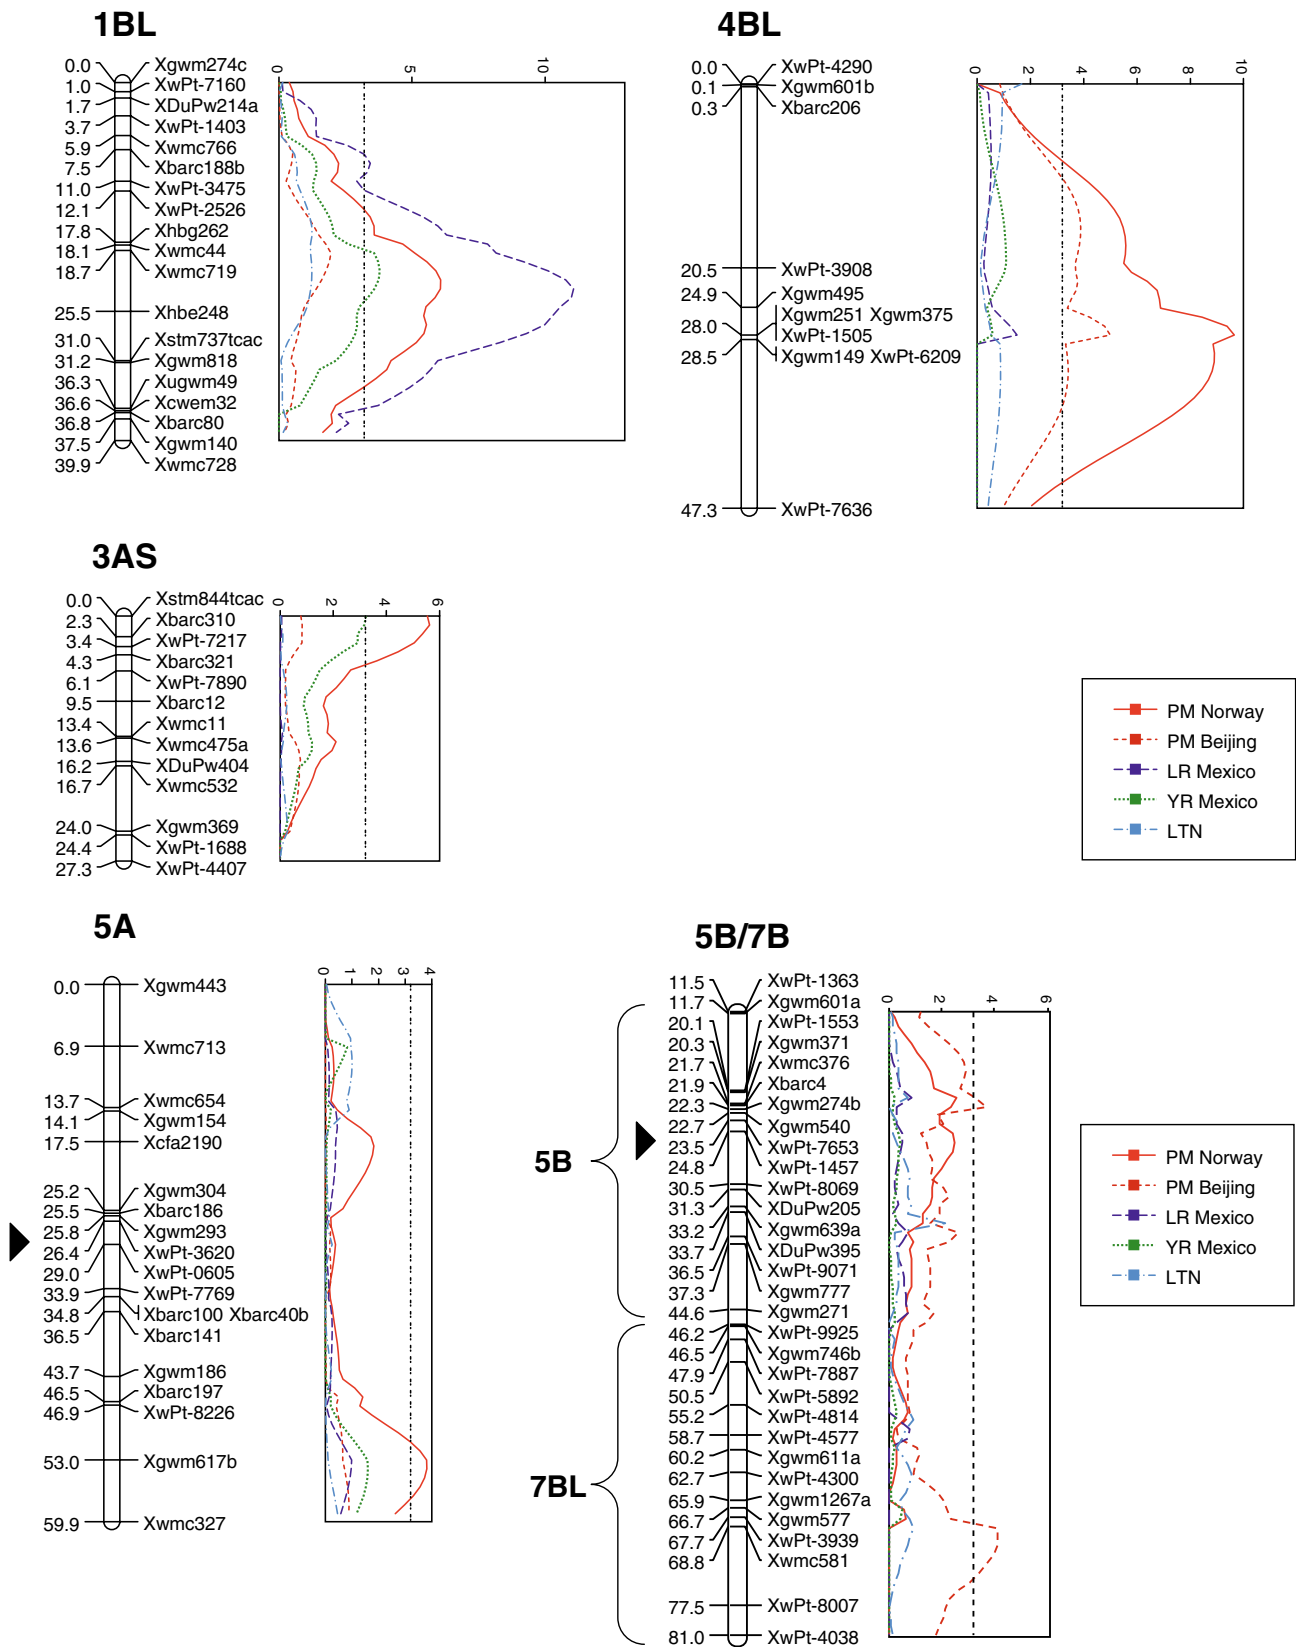 1BL
0.0 Xgwm274c
1.0 XwPt-7160
1.7 XDuPw214a
3.7 XwPt-1403
5.9 Xwmc766
7.5 Xbarc188b
11.0 XwPt-3475
12.1 XwPt-2526
17.8 Xhbg262
18.1 Xwmc44
18.7 Xwmc719
25.5 Xhbe248
31.0 Xstm737tcac
31.2 Xgwm818
36.3 Xugwm49
36.6 Xcwem32
36.8 Xbarc80
37.5 Xgwm140
39.9 Xwmc728
0 5 10
4BL
0.0 XwPt-4290
0.1 Xgwm601b
0.3 Xbarc206
20.5 XwPt-3908
24.9 Xgwm495
Xgwm251 Xgwm375
28.0 XwPt-1505
28.5 Xgwm149 XwPt-6209
47.3 XwPt-7636
0 2 4 6 8 10
3AS
0.0 Xstm844tcac
2.3 Xbarc310
3.4 XwPt-7217
4.3 Xbarc321
6.1 XwPt-7890
9.5 Xbarc12
13.4 Xwmc11
13.6 Xwmc475a
16.2 XDuPw404
16.7 Xwmc532
24.0 Xgwm369
24.4 XwPt-1688
27.3 XwPt-4407
0 2 4 6
PM Norway
PM Beijing
LR Mexico
YR Mexico
LTN
5A
0.0 Xgwm443
6.9 Xwmc713
13.7 Xwmc654
14.1 Xgwm154
17.5 Xcfa2190
25.2 Xgwm304
25.5 Xbarc186
25.8 Xgwm293
26.4 XwPt-3620
29.0 XwPt-0605
33.9 XwPt-7769
34.8 Xbarc100 Xbarc40b
36.5 Xbarc141
43.7 Xgwm186
46.5 Xbarc197
46.9 XwPt-8226
53.0 Xgwm617b
59.9 Xwmc327
0 1 2 3 4
5B/7B
5B
11.5 XwPt-1363
11.7 Xgwm601a
20.1 XwPt-1553
20.3 Xgwm371
21.7 Xwmc376
21.9 Xbarc4
22.3 Xgwm274b
22.7 Xgwm540
23.5 XwPt-7653
24.8 XwPt-1457
30.5 XwPt-8069
31.3 XDuPw205
33.2 Xgwm639a
33.7 XDuPw395
36.5 XwPt-9071
37.3 Xgwm777
44.6 Xgwm271
7BL
46.2 XwPt-9925
46.5 Xgwm746b
47.9 XwPt-7887
50.5 XwPt-5892
55.2 XwPt-4814
58.7 XwPt-4577
60.2 Xgwm611a
62.7 XwPt-4300
65.9 Xgwm1267a
66.7 Xgwm577
67.7 XwPt-3939
68.8 Xwmc581
77.5 XwPt-8007
81.0 XwPt-4038
0 2 4 6
PM Norway
PM Beijing
LR Mexico
YR Mexico
LTN